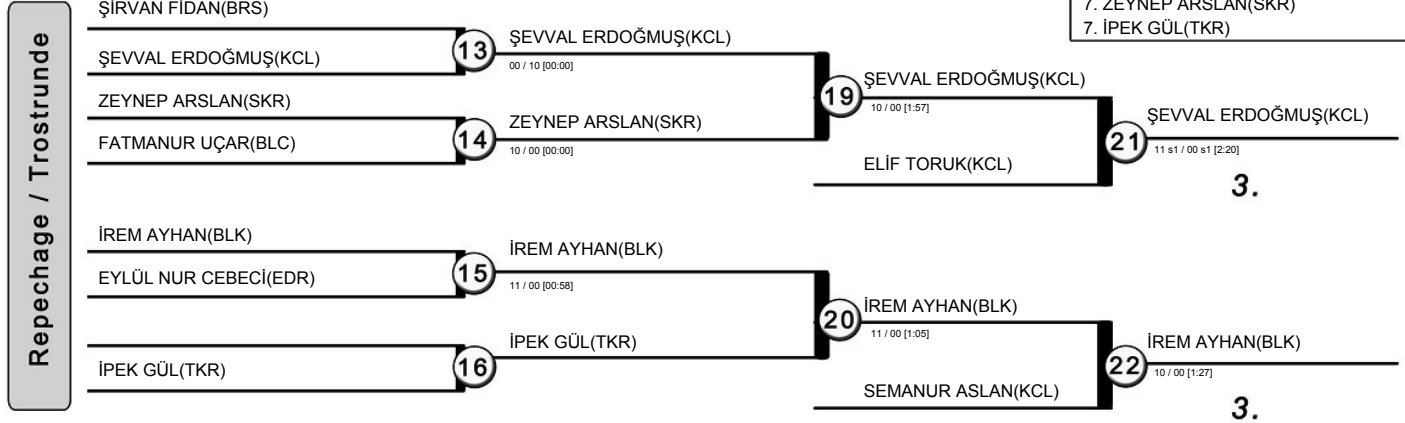 ŞİRVAN FİDAN(BRS)
7. ZEYNEP ARSLAN(SKR)
7. İPEK GÜL(TKR)
Repechage / Trostrunde
13
ŞEVVAL ERDOĞMUŞ(KCL)
ŞEVVAL ERDOĞMUŞ(KCL)
00 / 10 [00:00]
19
ŞEVVAL ERDOĞMUŞ(KCL)
10 / 00 [1:57]
ZEYNEP ARSLAN(SKR)
14
ZEYNEP ARSLAN(SKR)
10 / 00 [00:00]
FATMANUR UÇAR(BLC)
21
ŞEVVAL ERDOĞMUŞ(KCL)
11 s1 / 00 s1 [2:20]
ELİF TORUK(KCL)
3.
İREM AYHAN(BLK)
15
İREM AYHAN(BLK)
11 / 00 [00:58]
EYLÜL NUR CEBECİ(EDR)
20
İREM AYHAN(BLK)
11 / 00 [1:05]
İPEK GÜL(TKR)
16
İPEK GÜL(TKR)
22
İREM AYHAN(BLK)
10 / 00 [1:27]
SEMANUR ASLAN(KCL)
3.